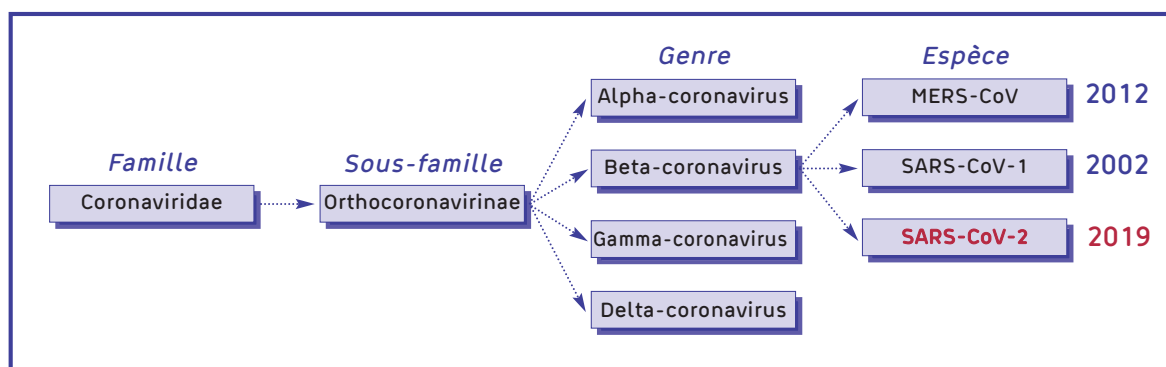 Genre
Espèce
Alpha-coronavirus
MERS-CoV
2012
Famille
Sous-famille
Beta-coronavirus
SARS-CoV-1
2002
Coronaviridae
Orthocoronavirinae
Gamma-coronavirus
SARS-CoV-2
2019
Delta-coronavirus